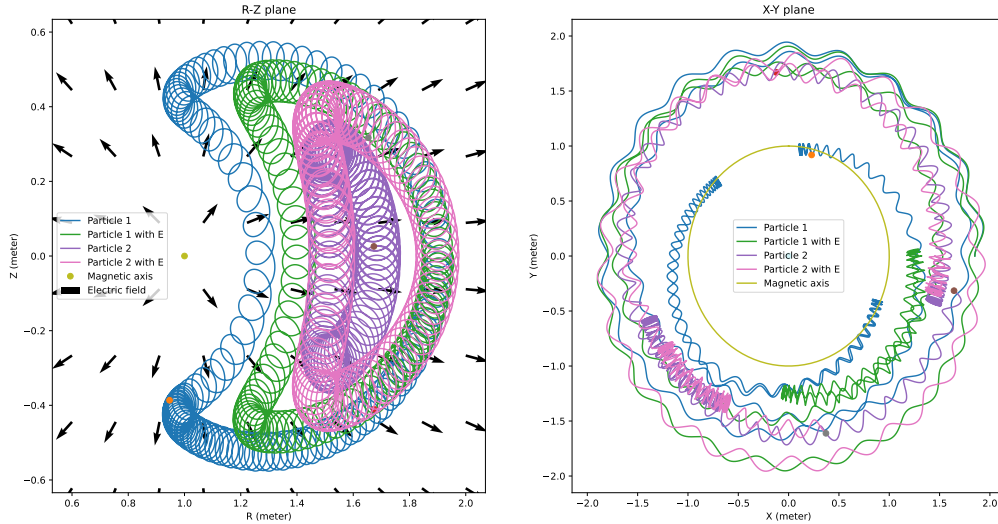 R-Z plane
Z (meter)
0.6
0.4
0.2
0.0
−0.2
−0.4
−0.6
Particle 1
Particle 1 with E
Particle 2
Particle 2 with E
Magnetic axis
Electric field
0.6
0.8
1.0
1.2
1.4
1.6
1.8
2.0
R (meter)
X-Y plane
Y (meter)
2.0
1.5
1.0
0.5
0.0
−0.5
−1.0
−1.5
−2.0
Particle 1
Particle 1 with E
Particle 2
Particle 2 with E
Magnetic axis
−2.0
−1.5
−1.0
−0.5
0.0
0.5
1.0
1.5
2.0
X (meter)